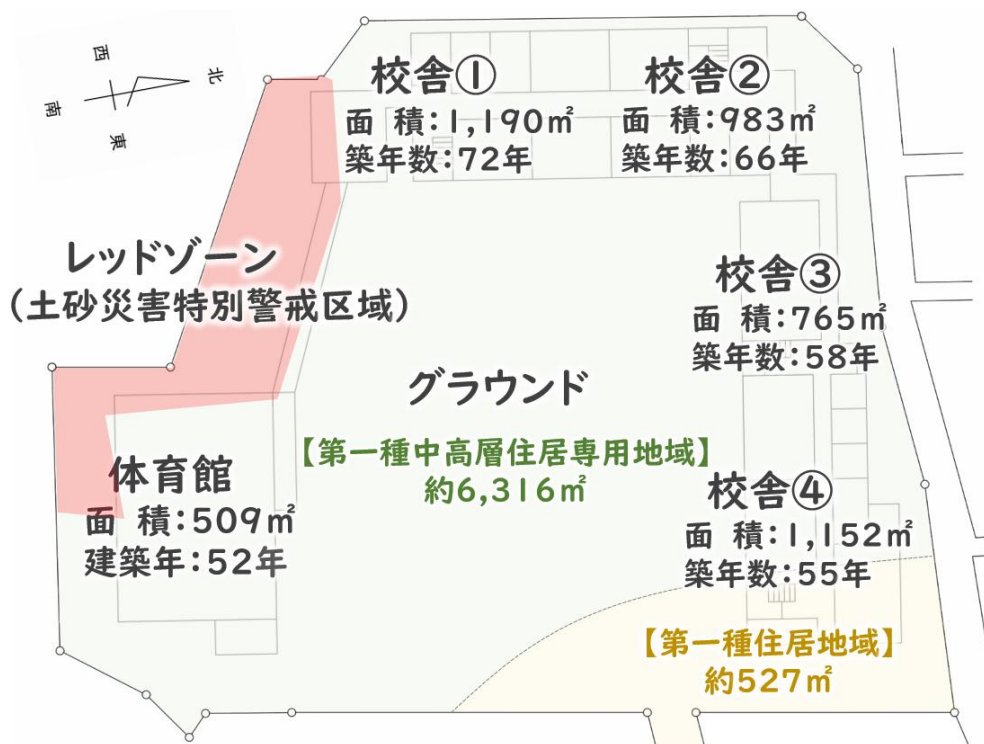 西
北
南
東
校舎①
面 積:1,190㎡
築年数:72年
校舎②
面 積:983㎡
築年数:66年
レッドゾーン
(土砂災害特別警戒区域)
校舎③
面 積:765㎡
築年数:58年
グラウンド
【第一種中高層住居専用地域】
約6,316㎡
体育館
面 積:509㎡
建築年:52年
校舎④
面 積:1,152㎡
築年数:55年
【第一種住居地域】
約527㎡